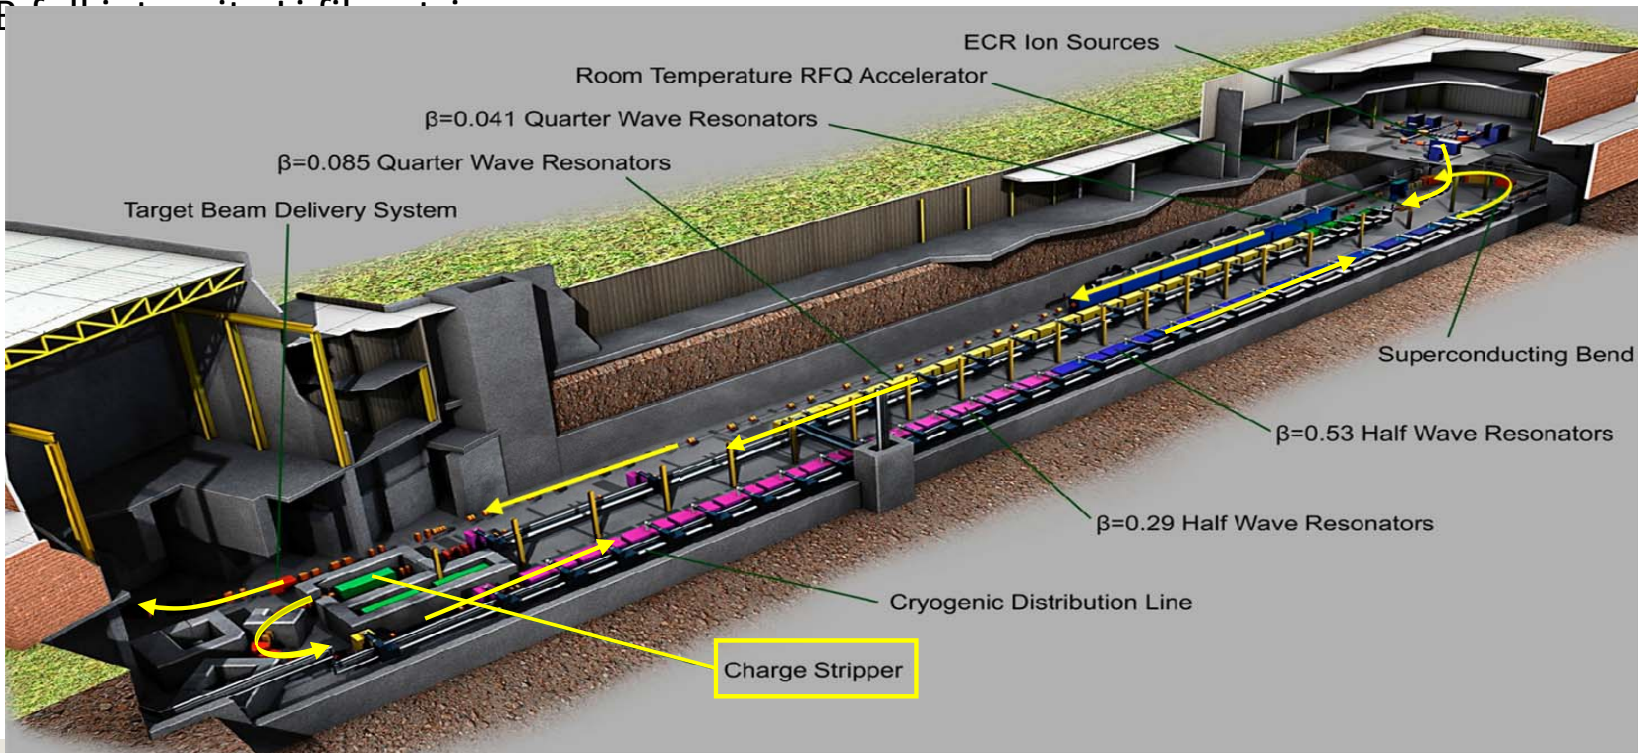 ECR Ion Sources
Room Temperature RFQ Accelerator
β=0.041 Quarter Wave Resonators
β=0.085 Quarter Wave Resonators
Target Beam Delivery System
Superconducting Bend
β=0.53 Half Wave Resonators
β=0.29 Half Wave Resonators
Cryogenic Distribution Line
Charge Stripper